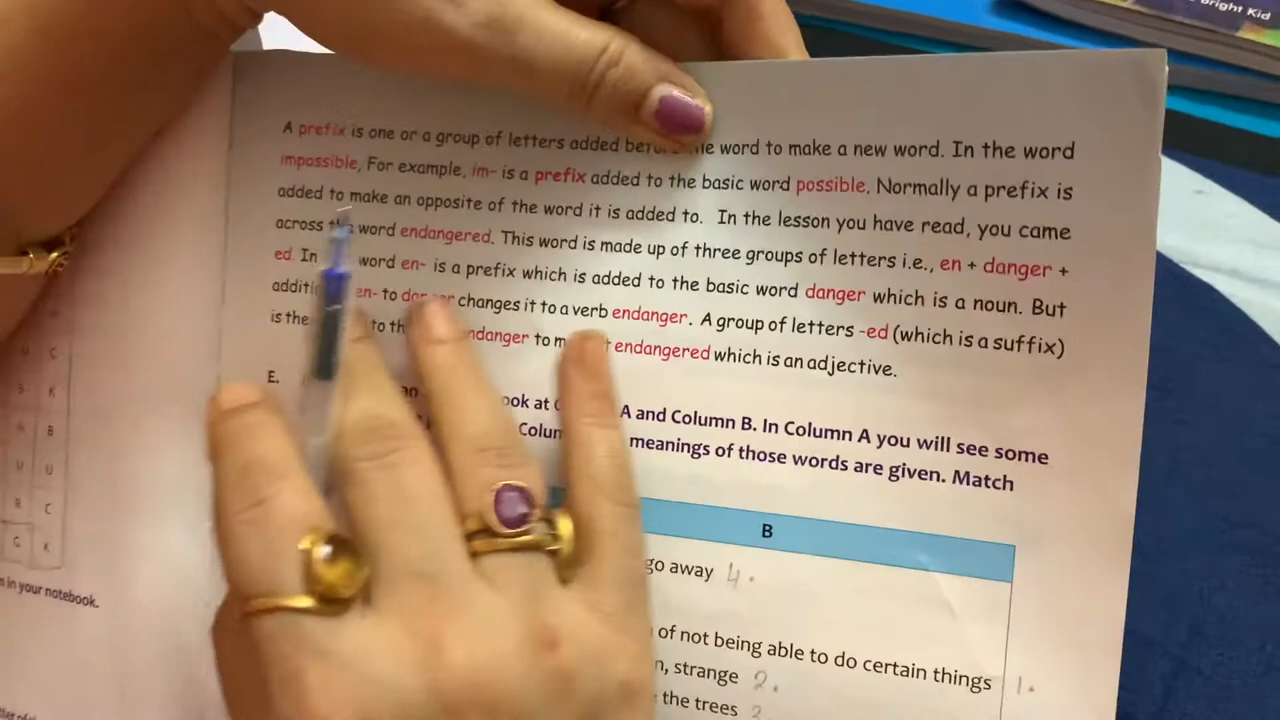 Bright Kid
A prefix is one or a group of letters added word to make a new word. In the word
impossible, For example, im- is a prefix added to the basic word possible. Normally a prefix is
added to make an opposite of the word it is added to. In the lesson you have read, you came
across word endangered. This word is made up of three groups of letters i.e., en + danger +
ed. In word en- is a prefix which is added to the basic word danger which is a noun. But
en- to changes it to a verb endanger. A group of letters -ed (which is a suffix)
is the to endanger to endangered which is an adjective.
E. A and Column B. In Column A you will see some
meanings of those words are given. Match
B
go away 4.
of not being able to do certain things 1.
strange 2.
the trees
C
K
B
U
C
G K
in your notebook.